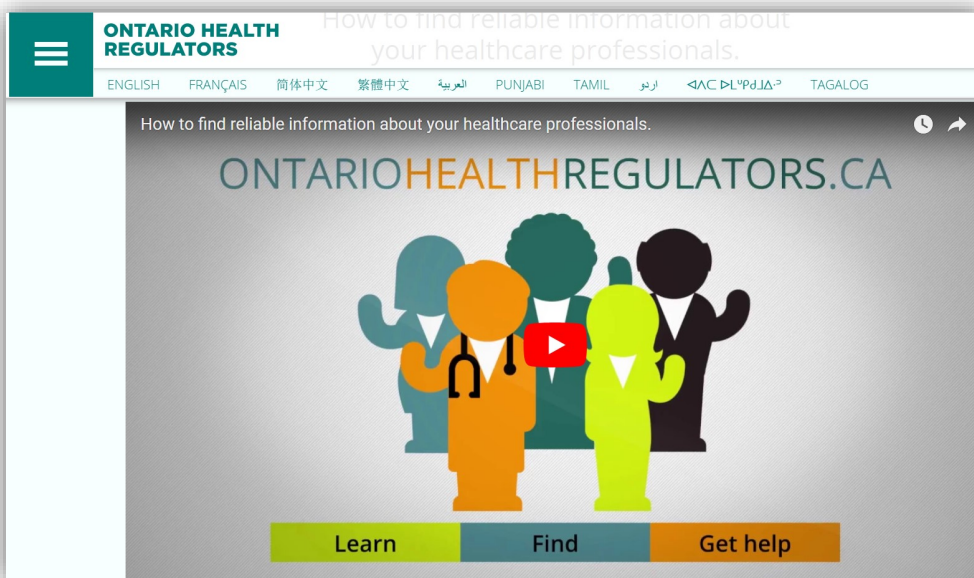 How to find reliable information about
your healthcare professionals.
ONTARIO HEALTH
REGULATORS
ENGLISH FRANÇAIS 简体中文 繁體中文 العربية PUNJABI TAMIL اردو ᐊᐱᑕ ᐅᒪᒡᑯᒧᐃᐧᐣ TAGALOG
How to find reliable information about your healthcare professionals.
ONTARIOHEALTHREGULATORS.CA
Learn Find Get help